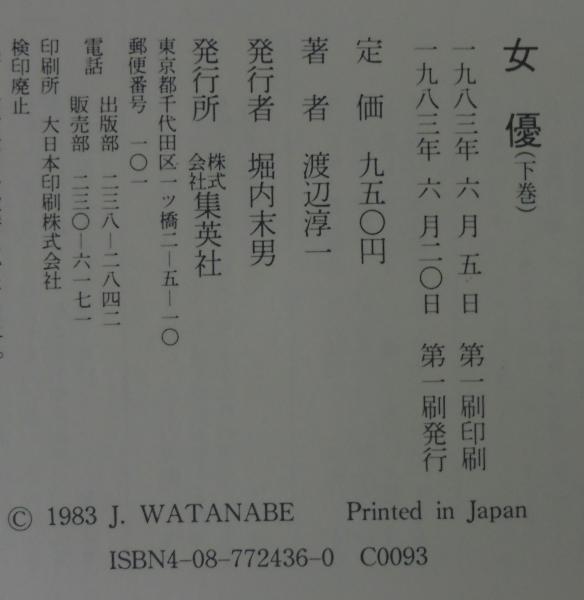 女優(下巻)
一九八三年 六月 五日 第一刷印刷
一九八三年 六月二〇日 第一刷発行
定 価 九五〇円
著 者 渡辺淳一
発行者 堀内末男
発行所 株式会社集英社
東京都千代田区一ツ橋二—五—一〇
郵便番号 一〇一
電話 出版部 二三八—二八四二
販売部 二三〇—六一七一
印刷所 大日本印刷株式会社
検印廃止
© 1983 J. WATANABE Printed in Japan
ISBN4-08-772436-0 C0093